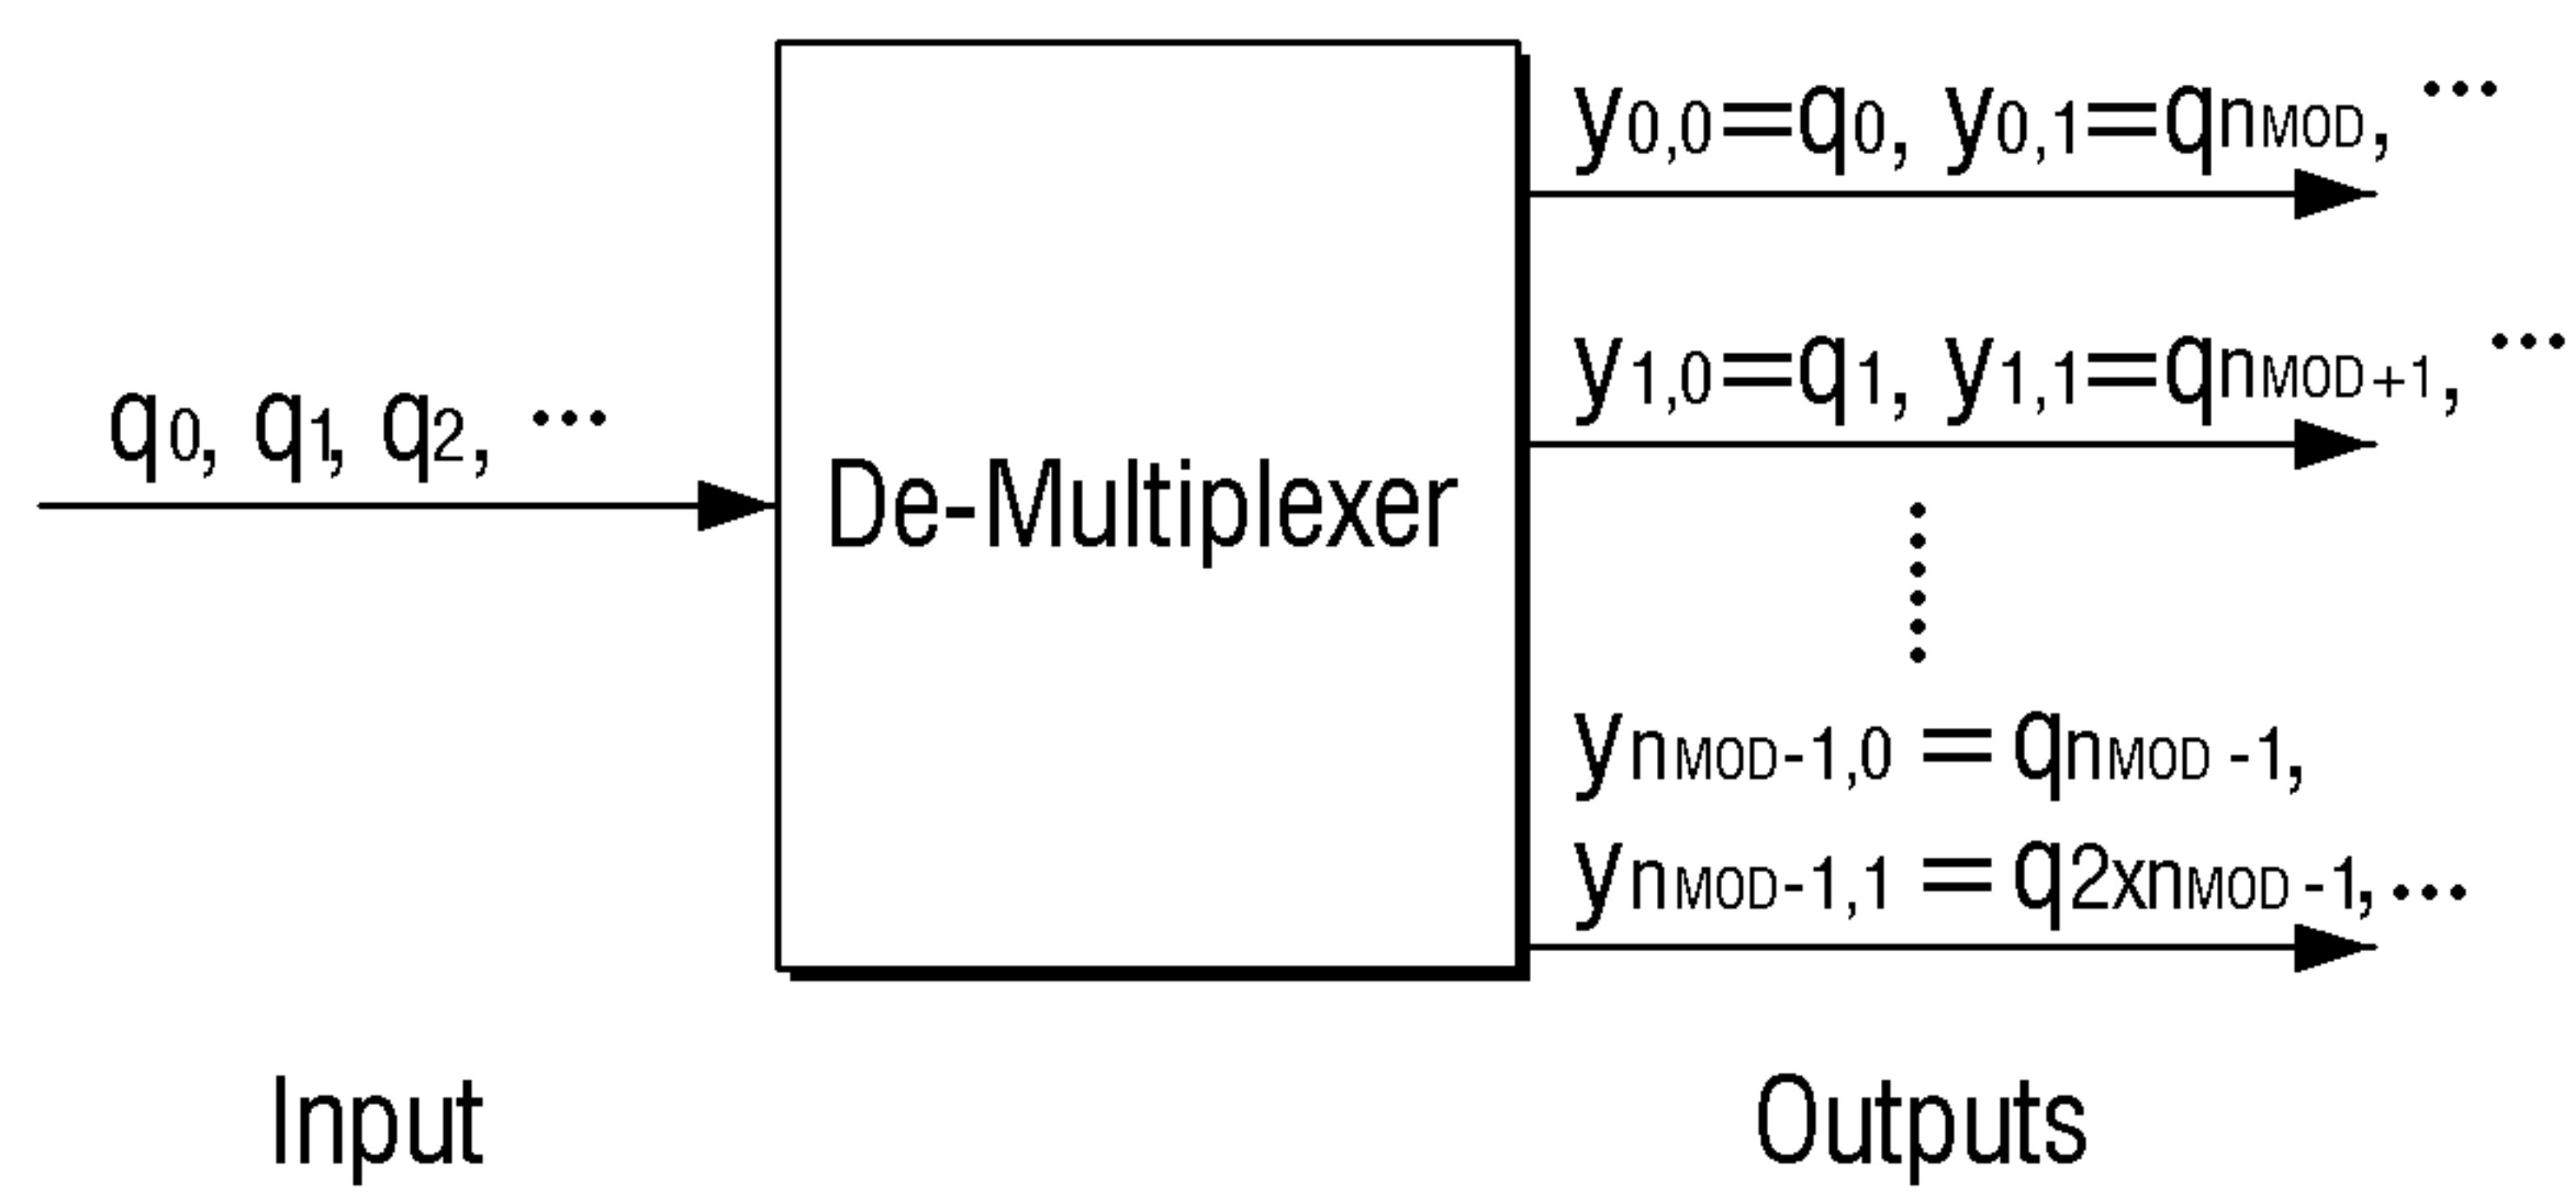 y0,0=q0, y0,1=qnMOD, ...
y1,0=q1, y1,1=qnMOD+1, ...
q0, q1, q2, ...
De-Multiplexer
ynMOD-1,0 = qnMOD -1,
ynMOD-1,1 = q2xnMOD -1, ...
Input
Outputs